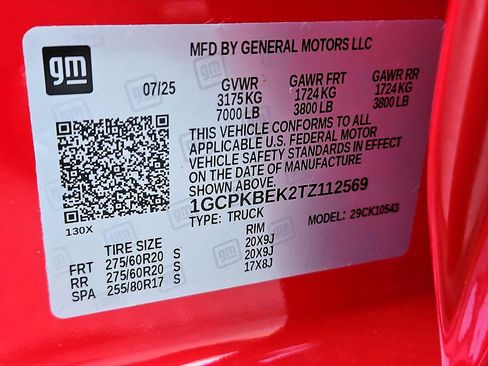 gm
MFD BY GENERAL MOTORS LLC
07/25 GVWR GAWR FRT GAWR RR
3175KG 1724KG 1724KG
7000 LB 3800 LB 3800 LB
THIS VEHICLE CONFORMS TO ALL
APPLICABLE U.S. FEDERAL MOTOR
VEHICLE SAFETY STANDARDS IN EFFECT
ON THE DATE OF MANUFACTURE
SHOWN ABOVE.
1GCPKBEK2TZ112569
TYPE: TRUCK MODEL: 29CK10543
130X
TIRE SIZE RIM
FRT 275/60R20 S 20X9J
RR 275/60R20 S 20X9J
SPA 255/80R17 S 17X8J